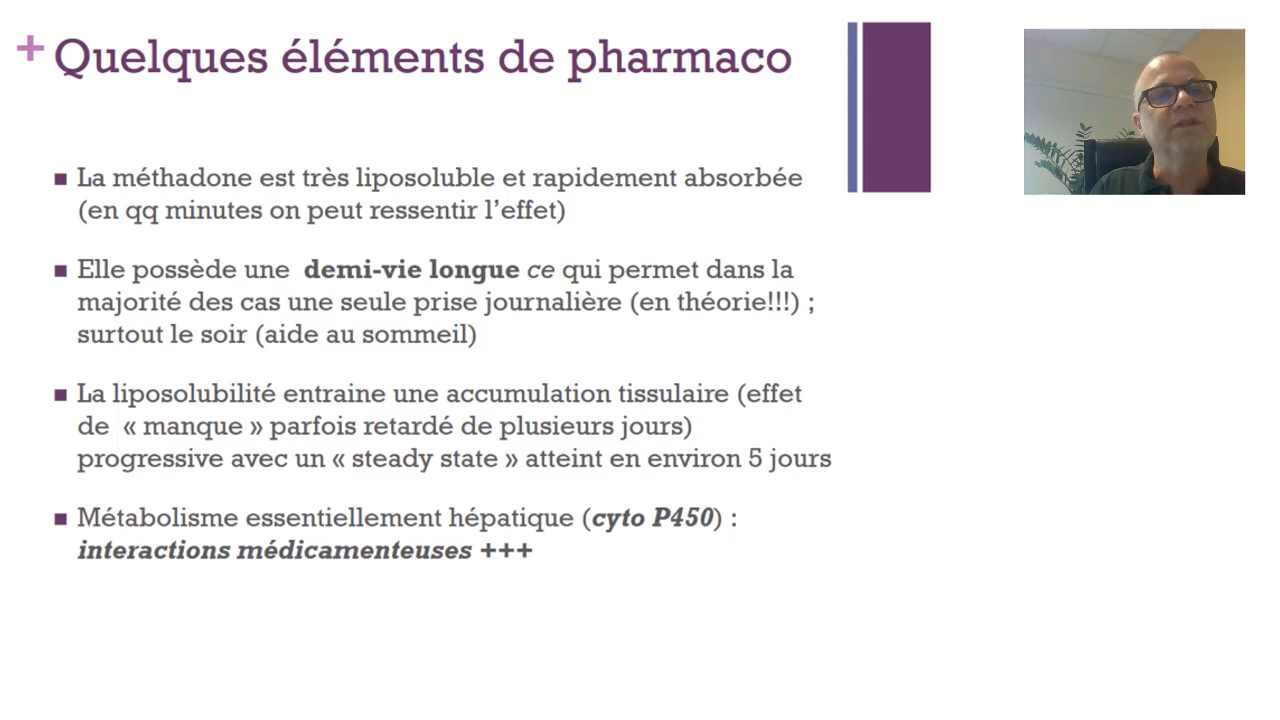 + Quelques éléments de pharmaco
▪ La méthadone est très liposoluble et rapidement absorbée
(en qq minutes on peut ressentir l’effet)
▪ Elle possède une demi-vie longue ce qui permet dans la
majorité des cas une seule prise journalière (en théorie!!!) ;
surtout le soir (aide au sommeil)
▪ La liposolubilité entraine une accumulation tissulaire (effet
de « manque » parfois retardé de plusieurs jours)
progressive avec un « steady state » atteint en environ 5 jours
▪ Métabolisme essentiellement hépatique (cyto P450) :
interactions médicamenteuses +++